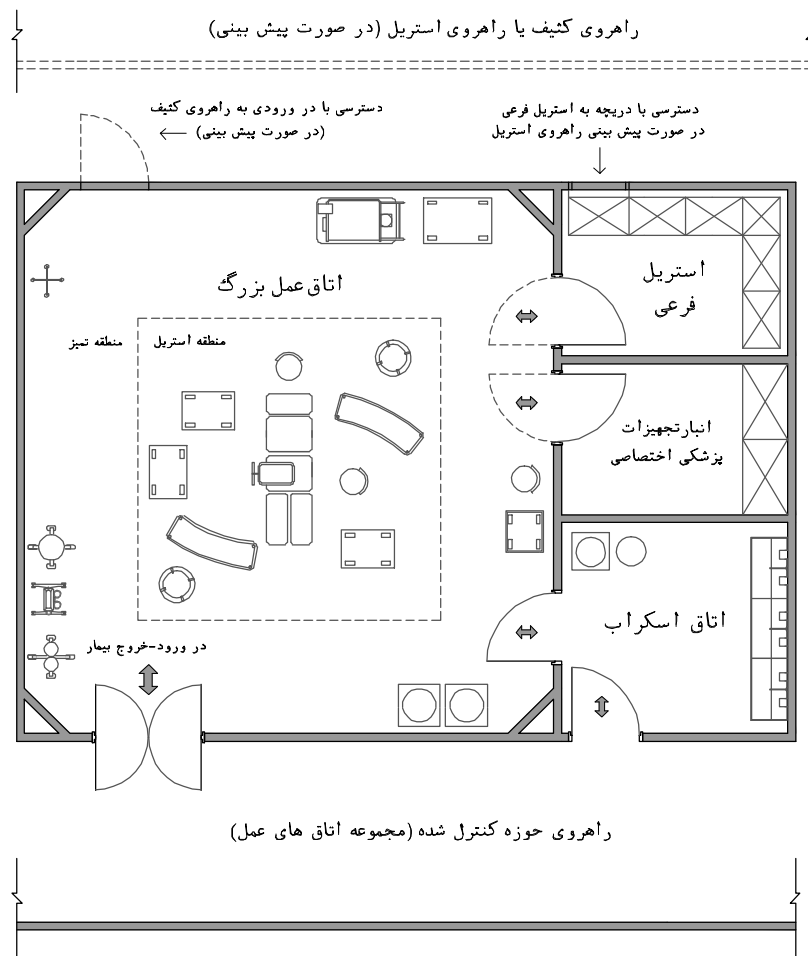 راهروی کثیف یا راهروی استریل (در صورت پیش بینی)
دسترسی با در ورودی به راهروی کثیف
(در صورت پیش بینی)
دسترسی با دریچه به استریل فرعی
در صورت پیش بینی راهروی استریل
اتاق عمل بزرگ
استریل
فرعی
منطقه استریل
منطقه تمیز
انبارتجهیزات
پزشکی اختصاصی
اتاق اسکراب
در ورود-خروج بیمار
راهروی حوزه کنترل شده (مجموعه اتاق های عمل)